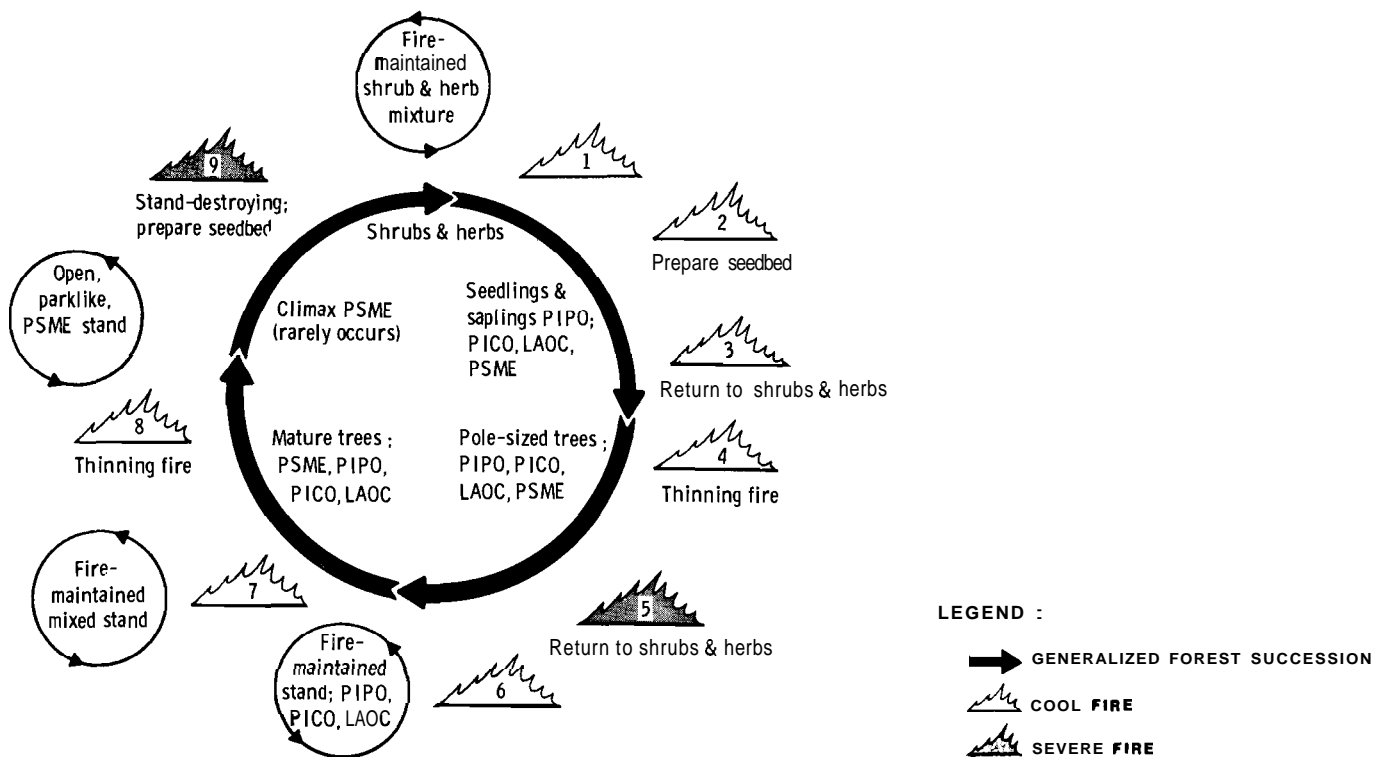 Fire-
maintained
shrub & herb
mixture
1
2
Prepare seedbed
3
Return to shrubs & herbs
4
Thinning fire
5
Return to shrubs & herbs
6
Fire-
maintained
stand; PIPO,
PICO, LAOC
7
Fire-
maintained
mixed stand
8
Thinning fire
Open,
parklike,
PSME stand
9
Stand-destroying;
prepare seedbed
Shrubs & herbs
Seedlings &
saplings PIPO;
PICO, LAOC,
PSME
Pole-sized trees;
PIPO, PICO,
LAOC, PSME
Mature trees;
PSME, PIPO,
PICO, LAOC
Climax PSME
(rarely occurs)
LEGEND :
GENERALIZED FOREST SUCCESSION
COOL FIRE
SEVERE FIRE